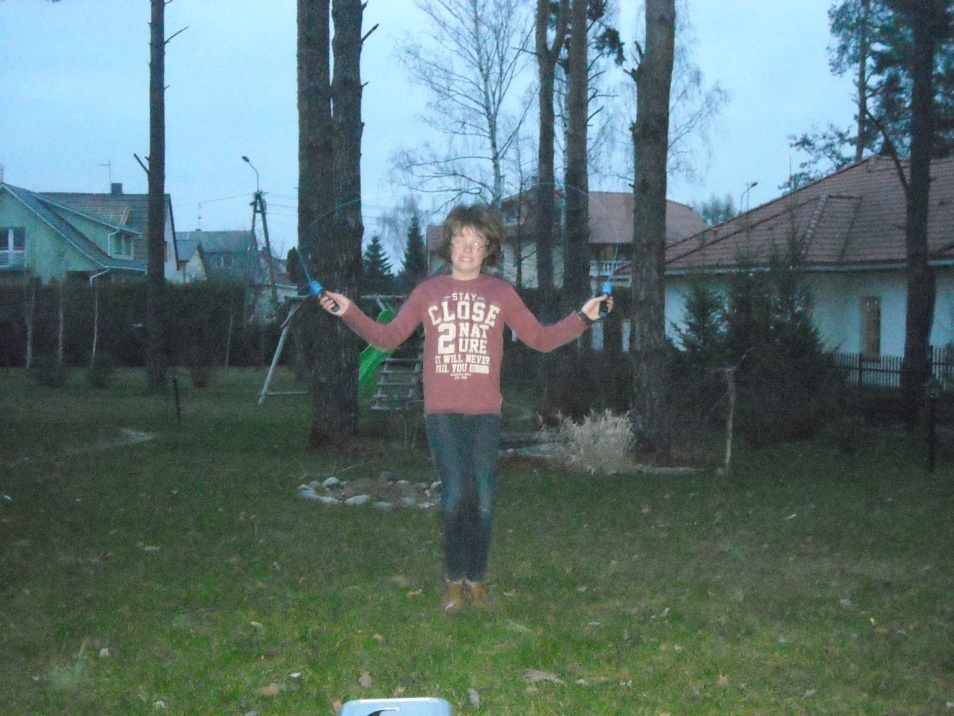 STAY
CLOSE
2 NAT
URE
IT WILL NEVER
FAIL YOU